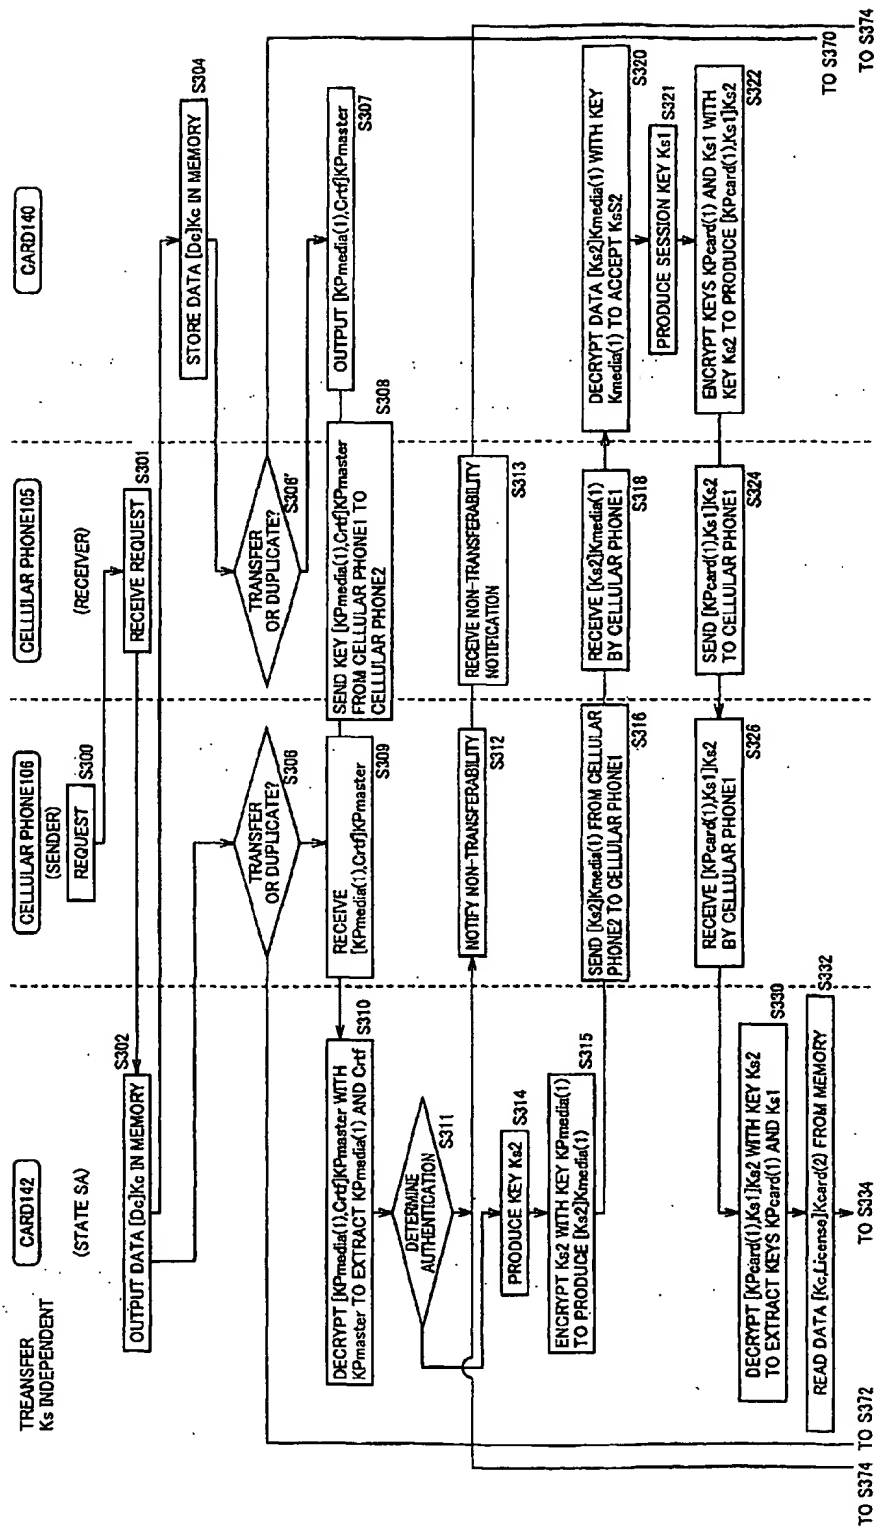 TREANSFER
Ks INDEPENDENT
CARD142
CELLULAR PHONE106
CELLULAR PHONE105
CARD140
(STATE SA)
(SENDER)
(RECEIVER)
REQUEST
S300
RECEIVE REQUEST
S301
OUTPUT DATA [Dc]Kc IN MEMORY
S302
STORE DATA [Dc]Kc IN MEMORY
S304
TRANSFER
OR DUPLICATE?
S306
TRANSFER
OR DUPLICATE?
S306'
OUTPUT [KPmedia(1),Crtf]KPmaster
S307
SEND KEY [KPmedia(1),Crtf]KPmaster
FROM CELLULAR PHONE1 TO
CELLULAR PHONE2
S308
RECEIVE
[KPmedia(1),Crtf]KPmaster
S309
DECRYPT [KPmedia(1),Crtf]KPmaster WITH
KPmaster TO EXTRACT KPmedia(1) AND Crtf
S310
DETERMINE
AUTHENTICATION
S311
NOTIFY NON-TRANSFERABILITY
S312
RECEIVE NON-TRANSFERABILITY
NOTIFICATION
S313
PRODUCE KEY Ks2
S314
ENCRYPT Ks2 WITH KEY KPmedia(1)
TO PRODUCE [Ks2]Kmedia(1)
S315
SEND [Ks2]Kmedia(1) FROM CELLULAR
PHONE2 TO CELLULAR PHONE1
S316
RECEIVE [Ks2]Kmedia(1)
BY CELLULAR PHONE1
S318
DECRYPT DATA [Ks2]Kmedia(1) WITH KEY
Kmedia(1) TO ACCEPT KsS2
S320
PRODUCE SESSION KEY Ks1
S321
ENCRYPT KEYS KPcard(1) AND Ks1 WITH
KEY Ks2 TO PRODUCE [KPcard(1),Ks1]Ks2
S322
SEND [KPcard(1),Ks1]Ks2
TO CELLULAR PHONE1
S324
RECEIVE [KPcard(1),Ks1]Ks2
BY CELLULAR PHONE1
S326
DECRYPT [KPcard(1),Ks1]Ks2 WITH KEY Ks2
TO EXTRACT KEYS KPcard(1) AND Ks1
S330
READ DATA [Kc,License]Kcard(2) FROM MEMORY
S332
TO S374
TO S372
TO S334
TO S370
TO S374